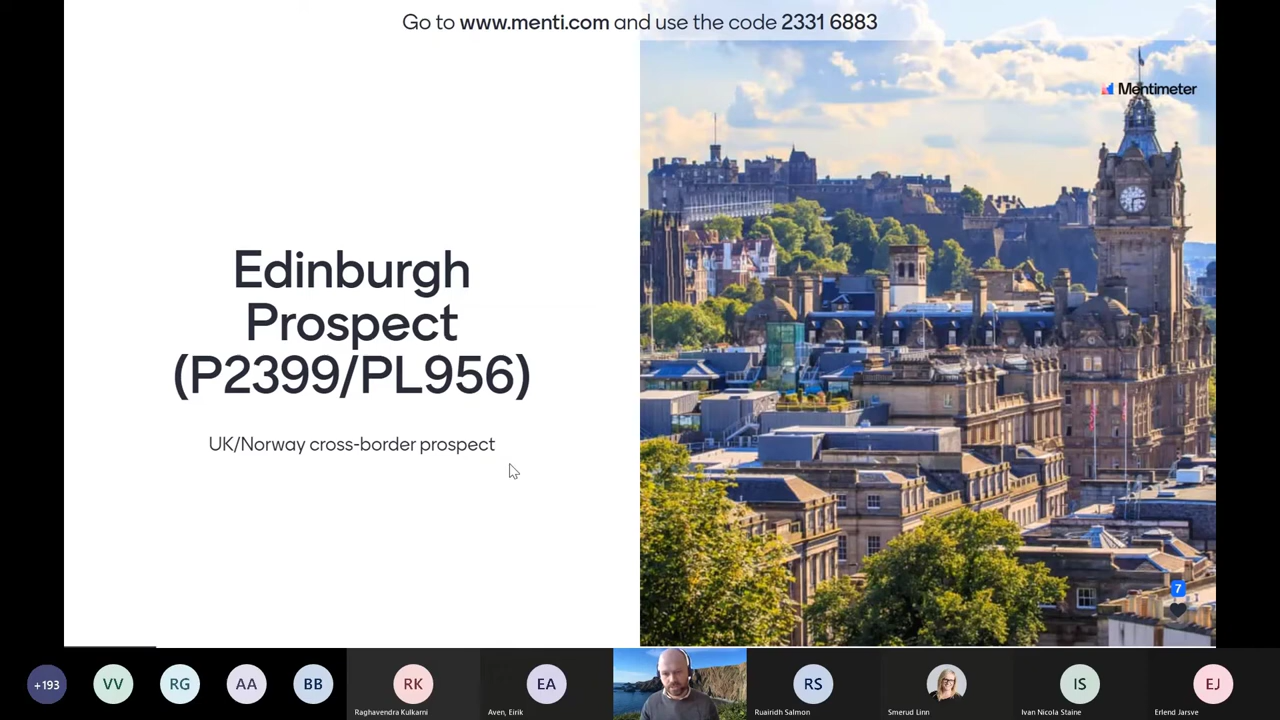 Go to www.menti.com and use the code 2331 6883
Mentimeter
Edinburgh
Prospect
(P2399/PL956)
UK/Norway cross-border prospect
7
+193
VV
RG
AA
BB
RK
EA
RS
IS
EJ
Raghavendra Kulkarni
Aven, Eirik
Ruairidh Salmon
Smerud Linn
Ivan Nicola Staine
Erlend Jarsve